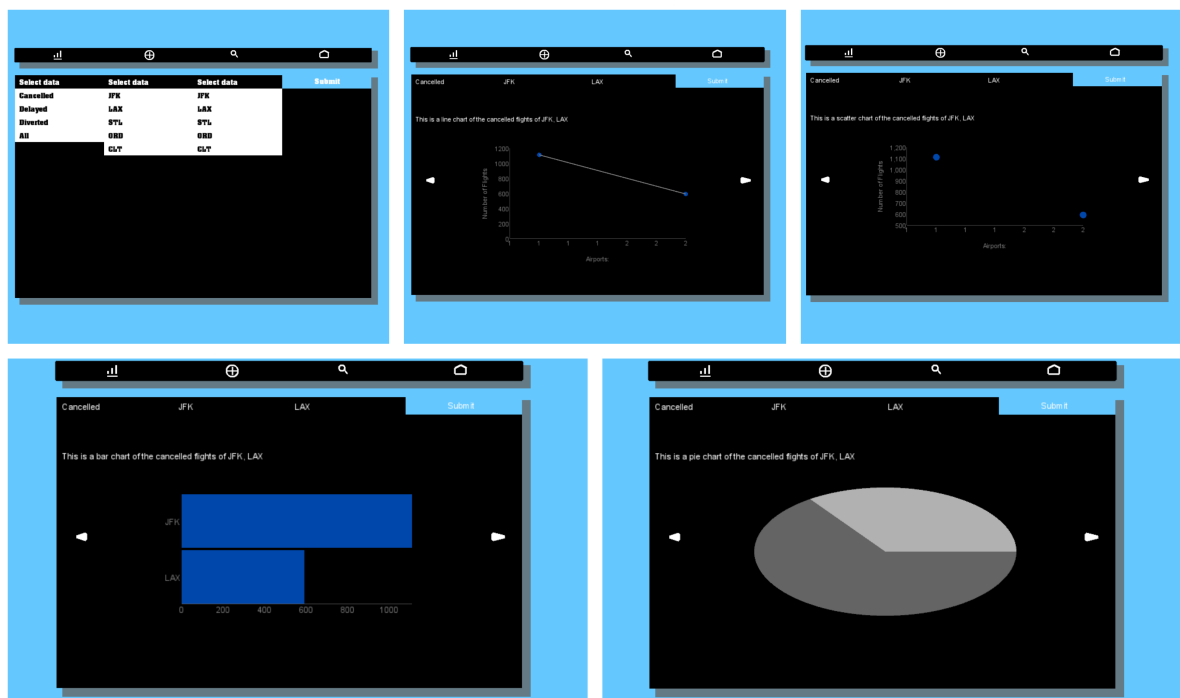 Select data Select data Select data Submit
Cancelled JFK JFK
Delayed LAX LAX
Diverted STL STL
All ORD ORD
CLT CLT
Cancelled JFK LAX Submit
This is a line chart of the cancelled flights of JFK, LAX
Number of Flights
1200
1000
800
600
400
200
0
1 1 1 1 2 2 2
Airports
Cancelled JFK LAX Submit
This is a scatter chart of the cancelled flights of JFK, LAX
Number of Flights
1.200
1.100
1.000
900
800
700
600
500
1 1 1 1 2 2 2
Airports
Cancelled JFK LAX Submit
This is a bar chart of the cancelled flights of JFK, LAX
JFK
LAX
0 200 400 600 800 1000
Cancelled JFK LAX Submit
This is a pie chart of the cancelled flights of JFK, LAX